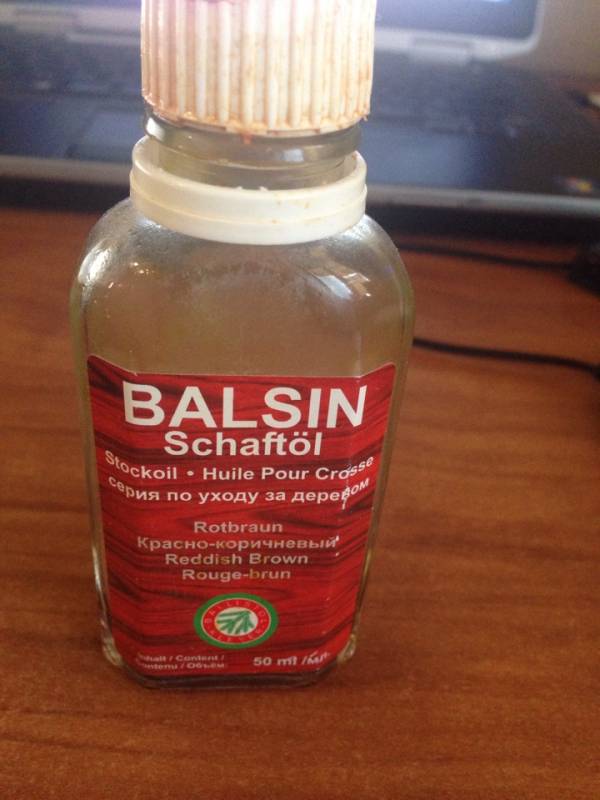 BALSIN
Schaftöl
Stockoil • Huile Pour Crosse
серия по уходу за деревом
Rotbraun
Красно-коричневый
Reddish Brown
Rouge-brun
BALLISTOL
Inhalt / Content /
Contenu / Объём: 50 ml /мл.